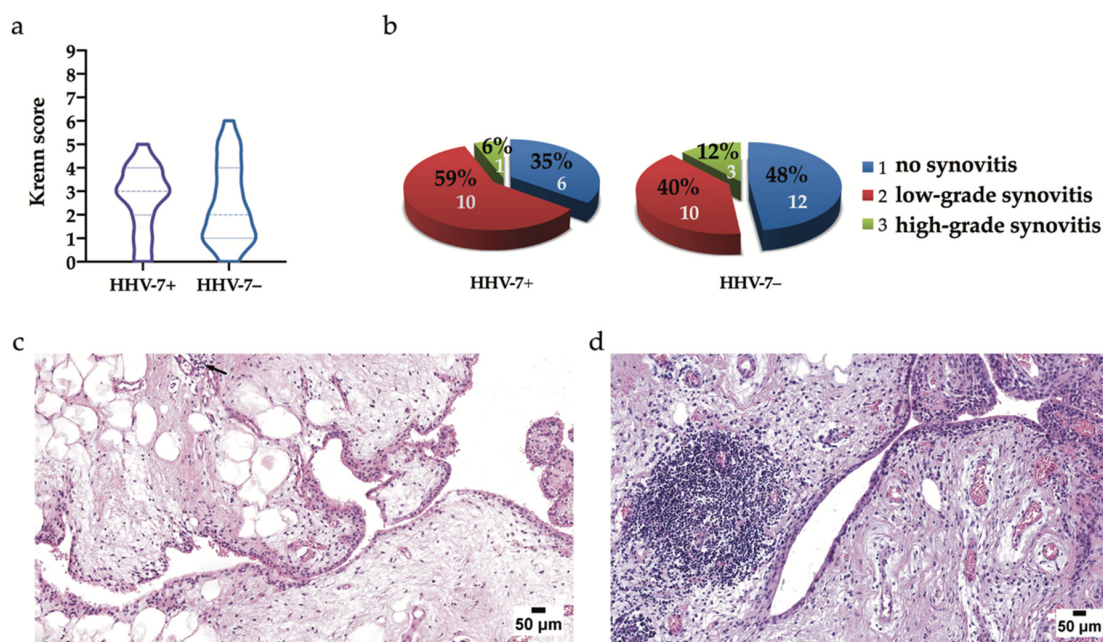 a
b
Krenn score
9
8
7
6
5
4
3
2
1
0
HHV-7+ HHV-7–
6%
1
35%
6
59%
10
HHV-7+
12%
3
48%
12
40%
10
HHV-7–
1 no synovitis
2 low-grade synovitis
3 high-grade synovitis
c
50 µm
d
50 µm